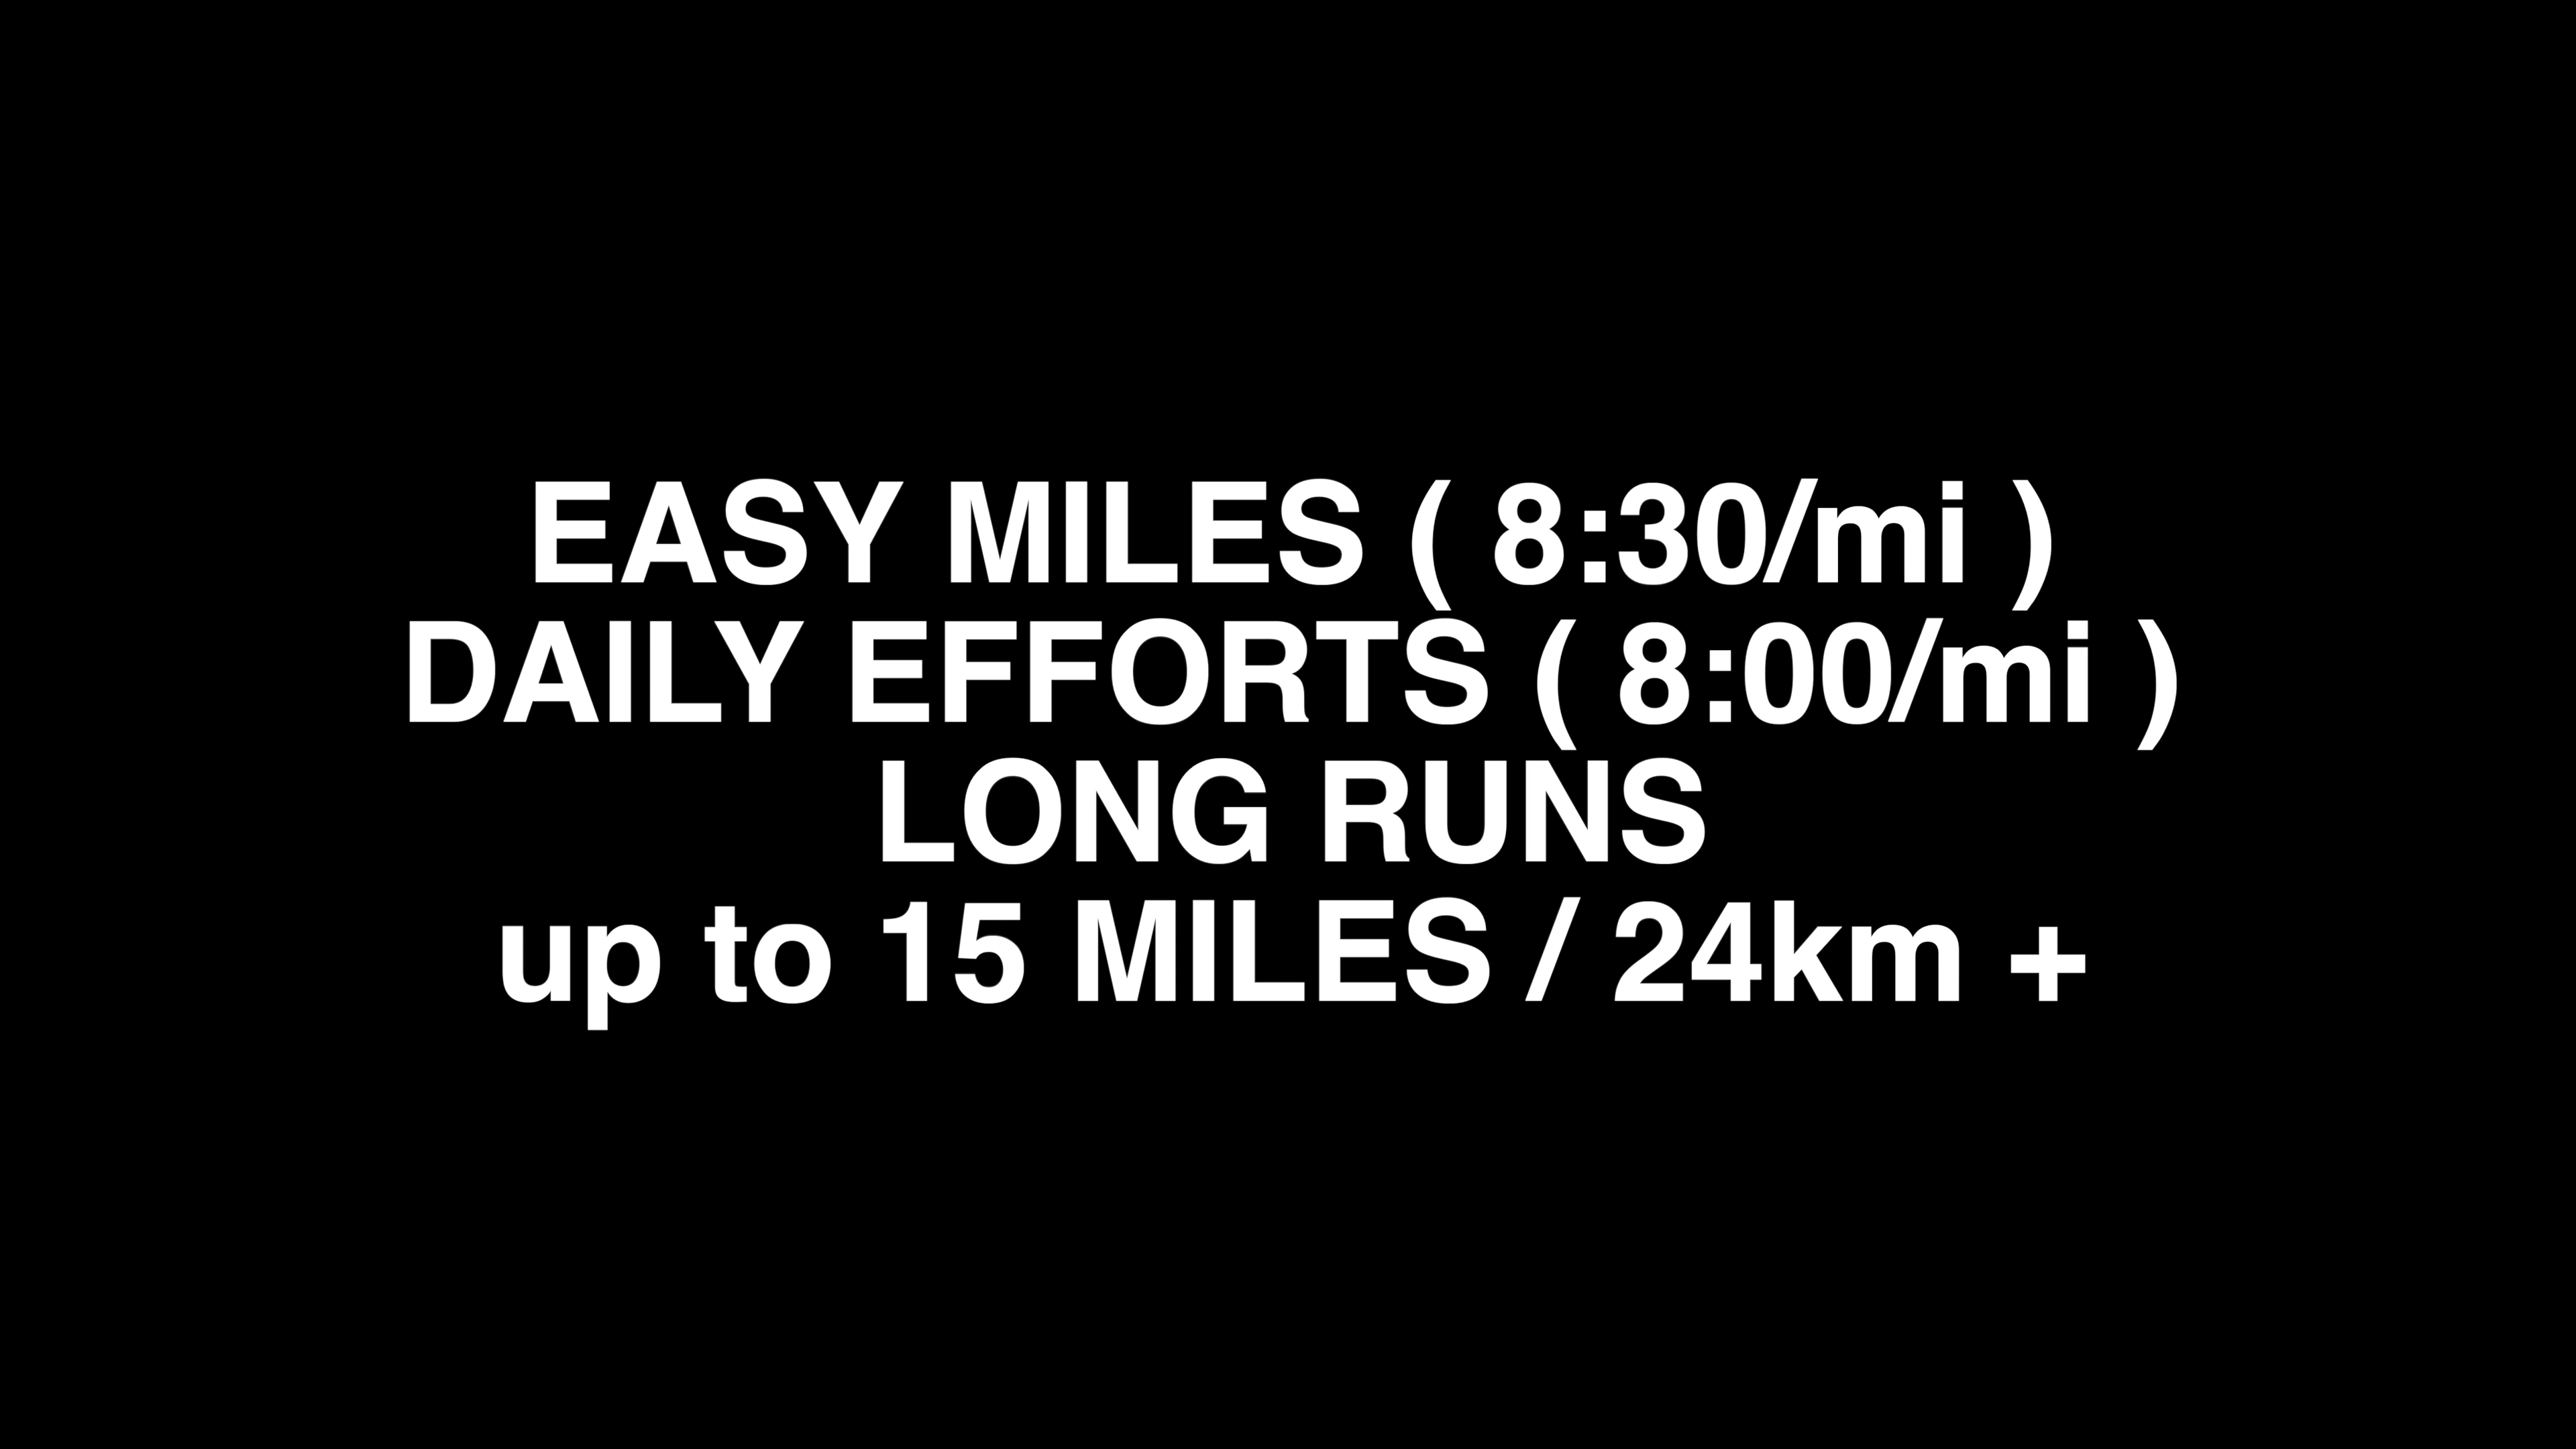 EASY MILES ( 8:30/mi )
DAILY EFFORTS ( 8:00/mi )
LONG RUNS
up to 15 MILES / 24km +